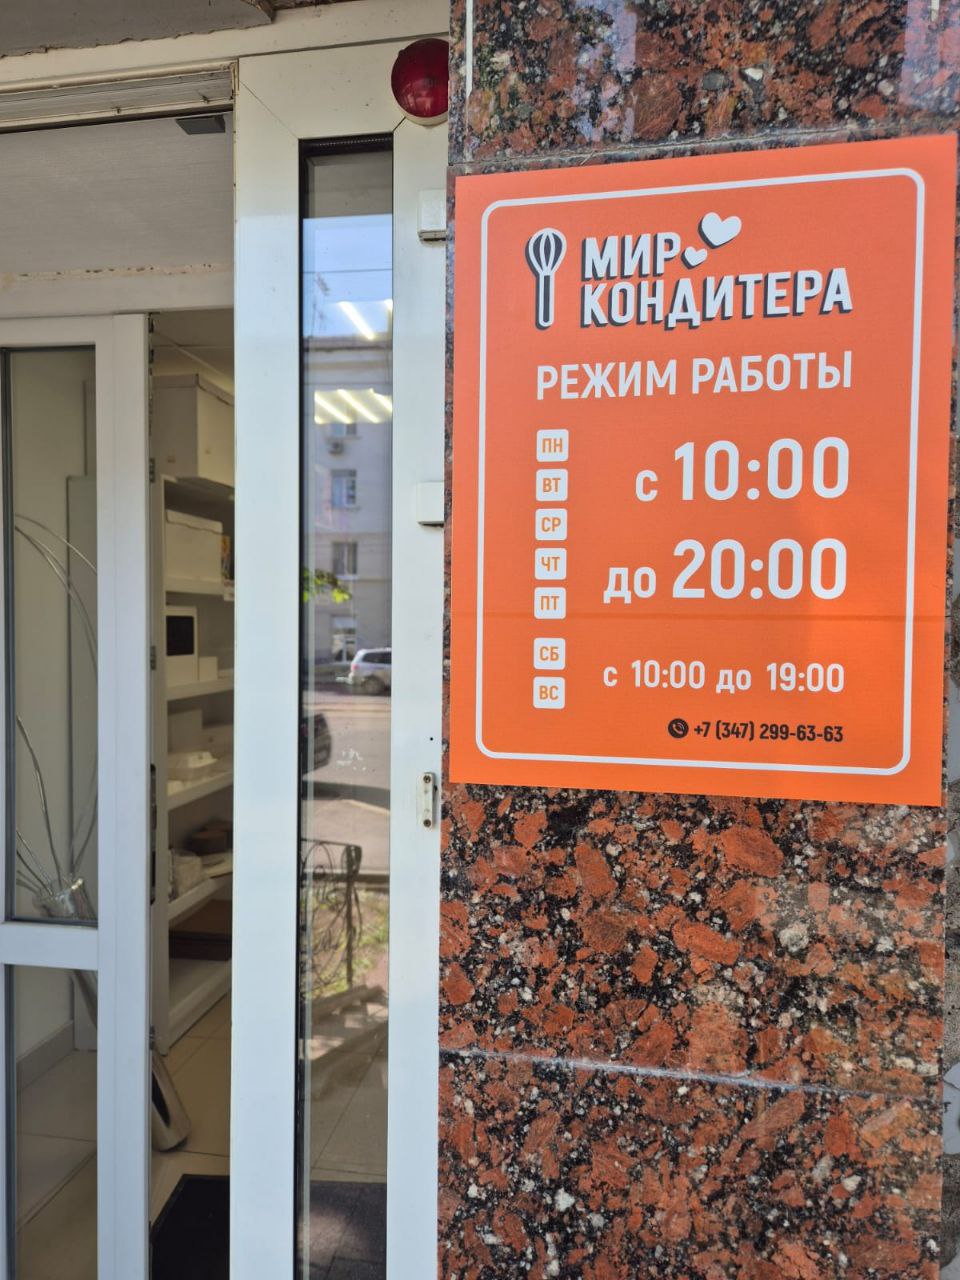 МИР
КОНДИТЕРА
РЕЖИМ РАБОТЫ
ПН
ВТ
СР
ЧТ
ПТ
с 10:00
до 20:00
СБ
ВС
с 10:00 до 19:00
+7 (347) 299-63-63